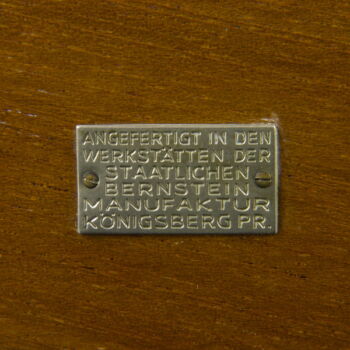 ANGEFERTIGT IN DEN
WERKSTÄTTEN DER
STAATLICHEN
BERNSTEIN
MANUFAKTUR
KÖNIGSBERG PR.